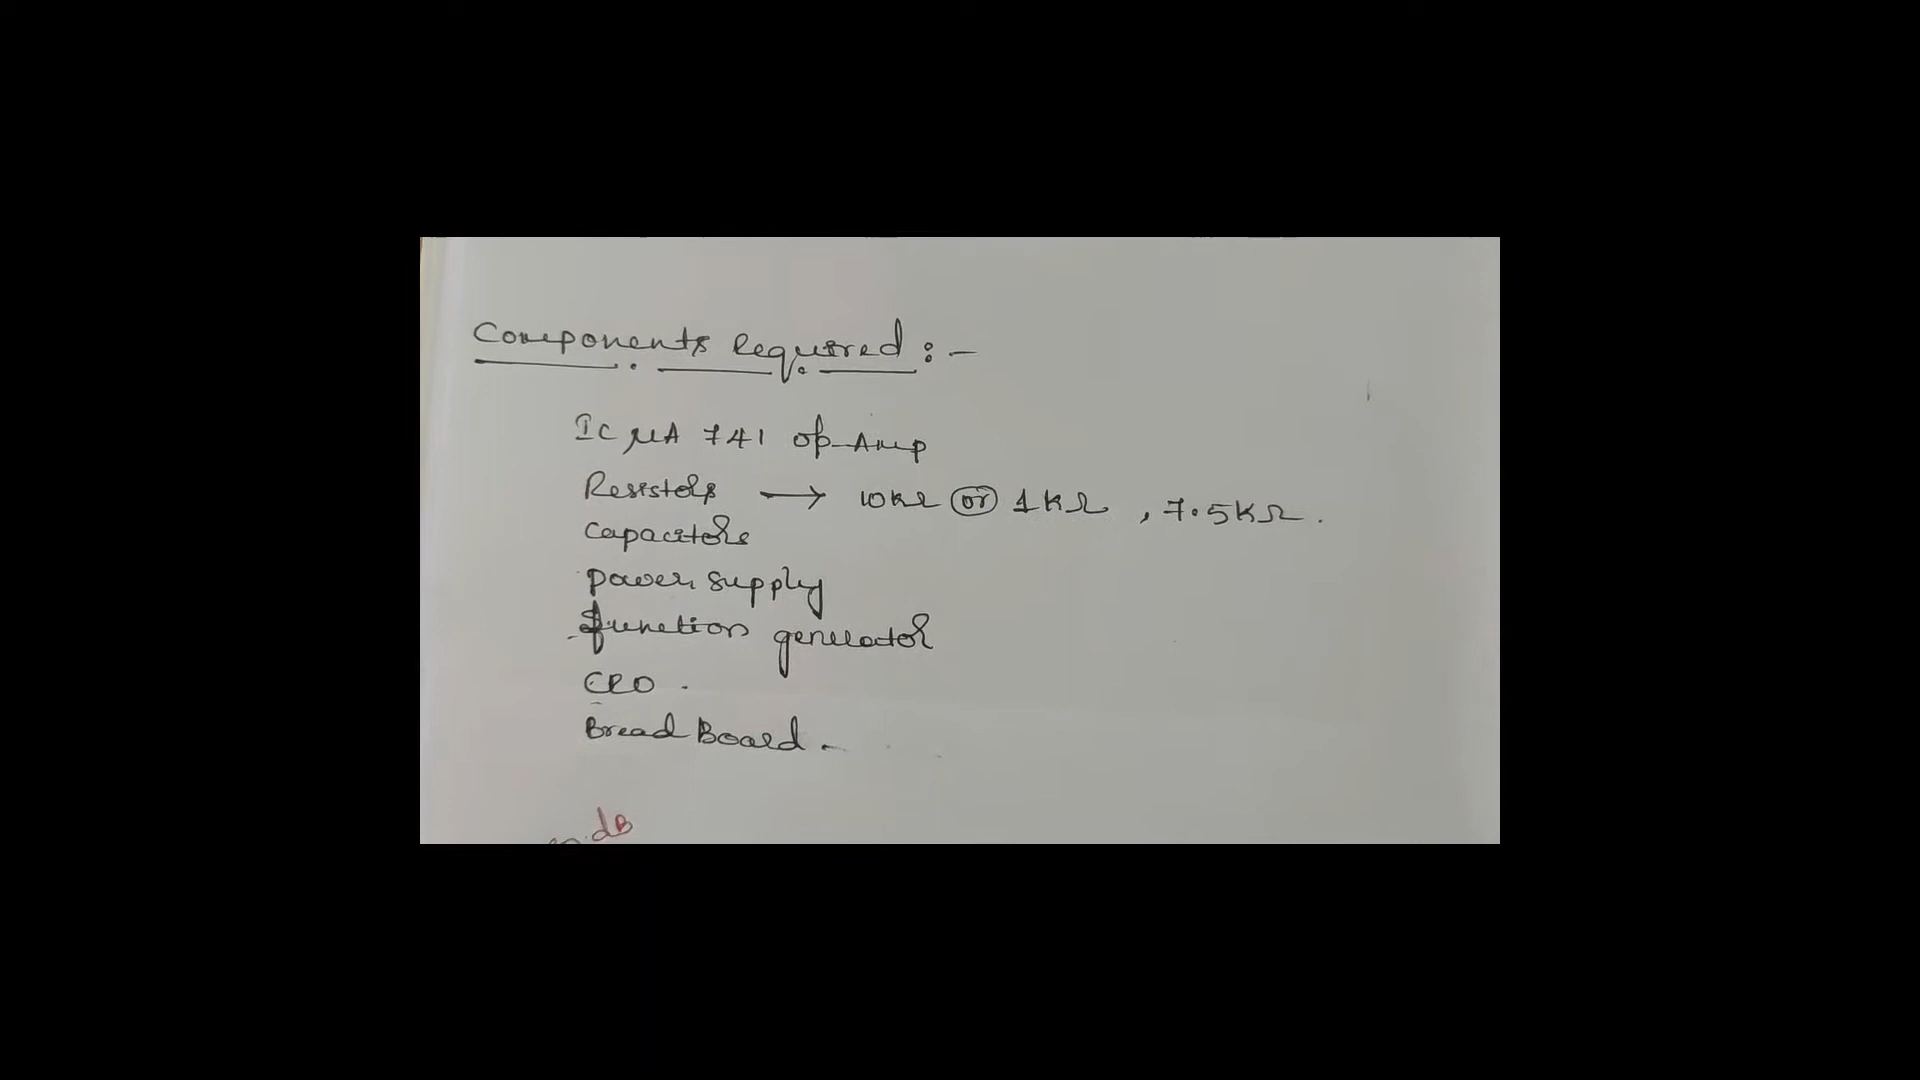 Components Required :-
IC μA 741 op-Amp
Resistors → 10KΩ or 1KΩ , 7.5KΩ.
Capacitors
power supply
function generator
CRO .
Bread Board .
dB